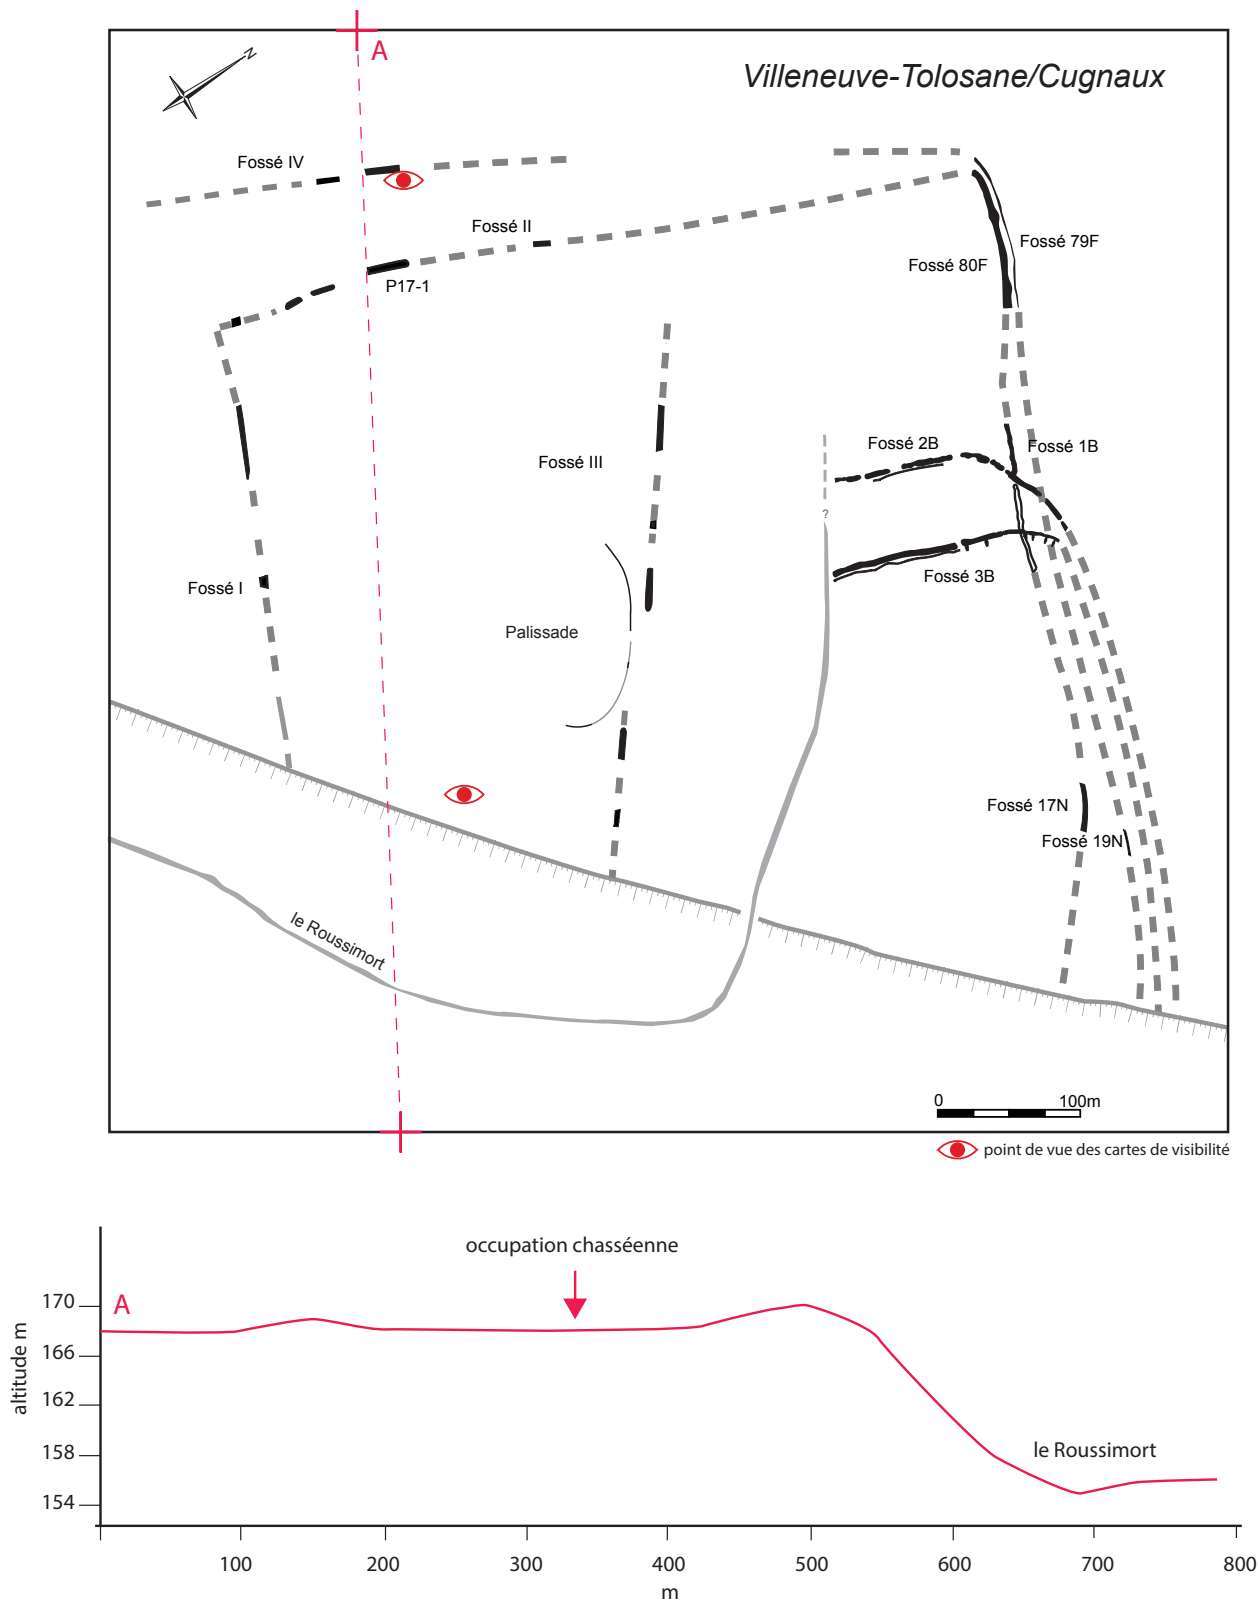 A
N
Villeneuve-Tolosane/Cugnaux
Fossé IV
Fossé II
P17-1
Fossé 79F
Fossé 80F
Fossé 2B
Fossé 1B
Fossé III
?
Fossé I
Fossé 3B
Palissade
Fossé 17N
Fossé 19N
le Roussimort
0 100m
point de vue des cartes de visibilité
occupation chasséenne
A
altitude m
170
166
162
158
154
le Roussimort
100 200 300 400 500 600 700 800
m